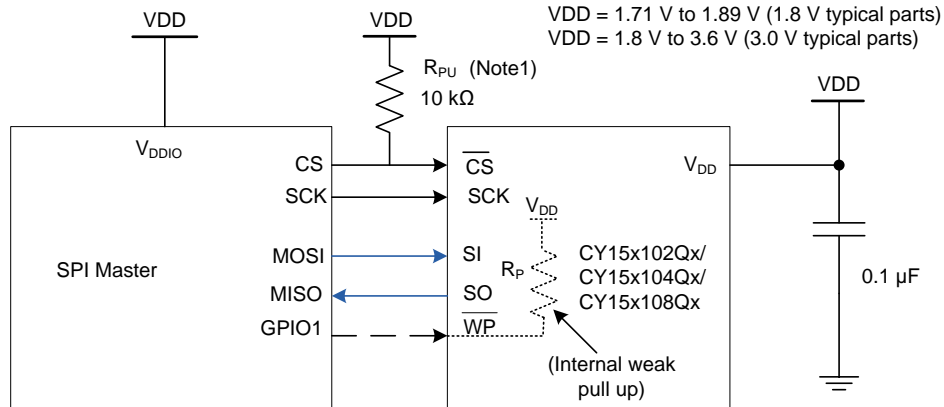 VDD
VDD
VDD = 1.71 V to 1.89 V (1.8 V typical parts)
VDD = 1.8 V to 3.6 V (3.0 V typical parts)
RPU (Note1)
10 kΩ
VDD
VDDIO
CS
SCK
MOSI
MISO
GPIO1
SPI Master
CS
SCK
SI
SO
WP
VDD
RP
VDD
CY15x102Qx/
CY15x104Qx/
CY15x108Qx
(Internal weak
pull up)
0.1 µF